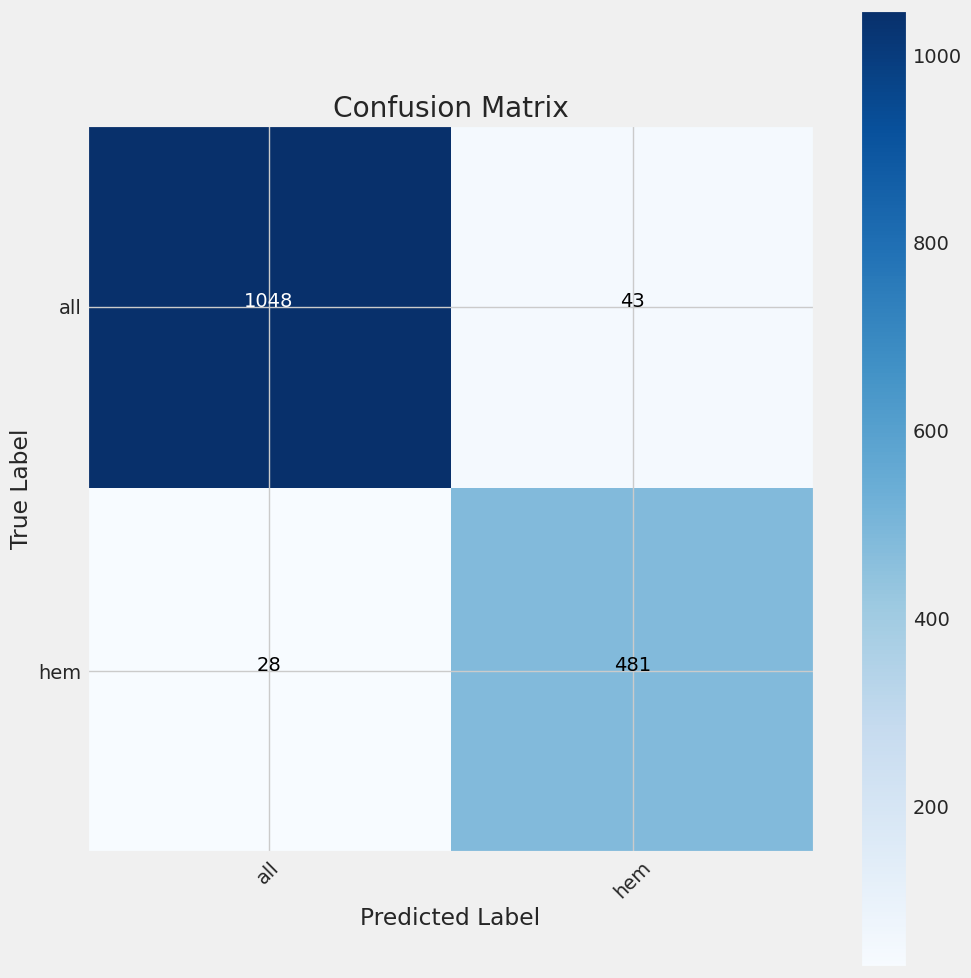 Confusion Matrix
True Label
all
hem
1048
43
28
481
all
hem
Predicted Label
1000
800
600
400
200